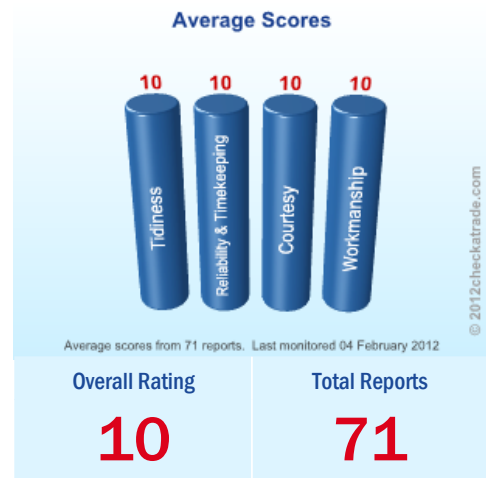 Average Scores
10 10 10 10
Tidiness
Reliability & Timekeeping
Courtesy
Workmanship
© 2012checkatrade.com
Average scores from 71 reports. Last monitored 04 February 2012
Overall Rating
10
Total Reports
71